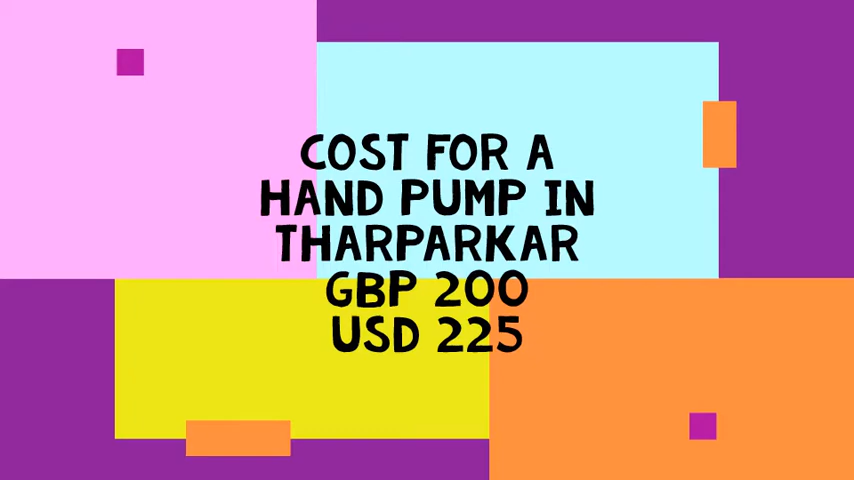 COST FOR A
HAND PUMP IN
THARPARKAR
GBP 200
USD 225